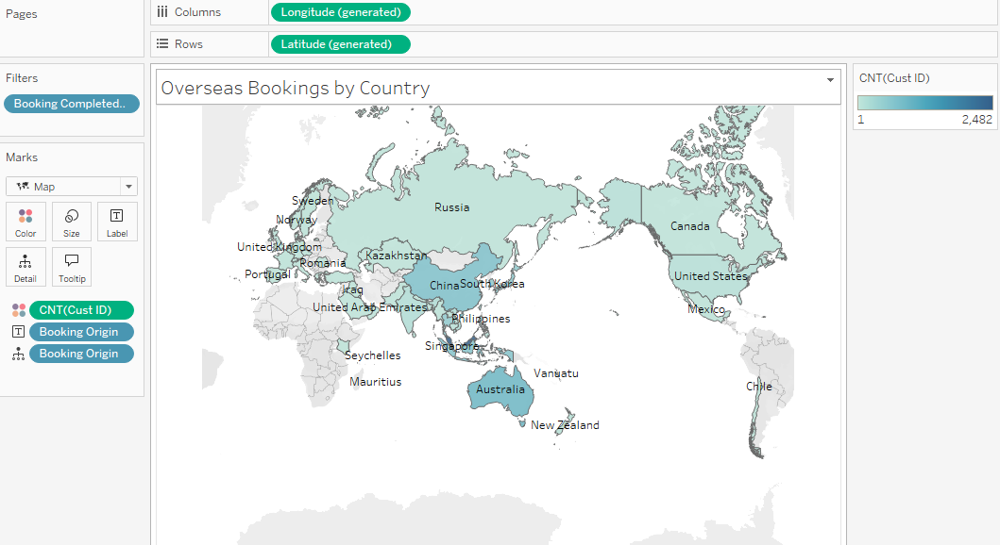 Pages
Columns
Longitude (generated)
Rows
Latitude (generated)
Filters
Booking Completed..
Marks
Map
Color
Size
Label
Detail
Tooltip
CNT(Cust ID)
Booking Origin
Booking Origin
Overseas Bookings by Country
Sweden
Russia
Norway
Canada
United Kingdom
Kazakhstan
Romania
Portugal
United States
China
South Korea
Iraq
United Arab Emirates
Mexico
Philippines
Singapore
Seychelles
Vanuatu
Mauritius
Australia
Chile
New Zealand
CNT(Cust ID)
1
2,482